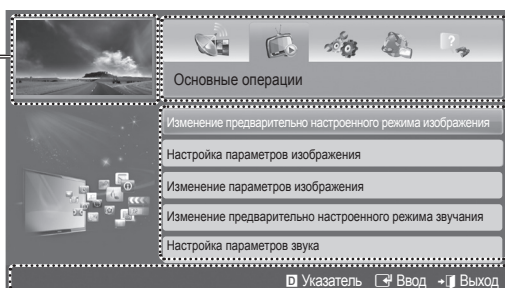 Основные операции
Изменение предварительно настроенного режима изображения
Настройка параметров изображения
Изменение параметров изображения
Изменение предварительно настроенного режима звучания
Настройка параметров звука
D Указатель Ввод Выход